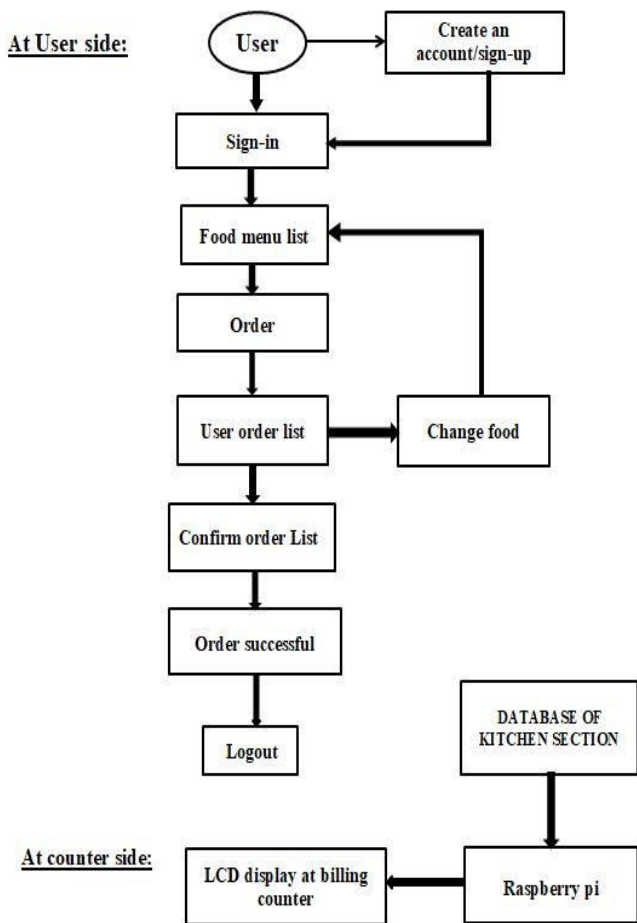 At User side:
User
Create an
account/sign-up
Sign-in
Food menu list
Order
User order list
Change food
Confirm order List
Order successful
Logout
DATABASE OF
KITCHEN SECTION
At counter side:
LCD display at billing
counter
Raspberry pi